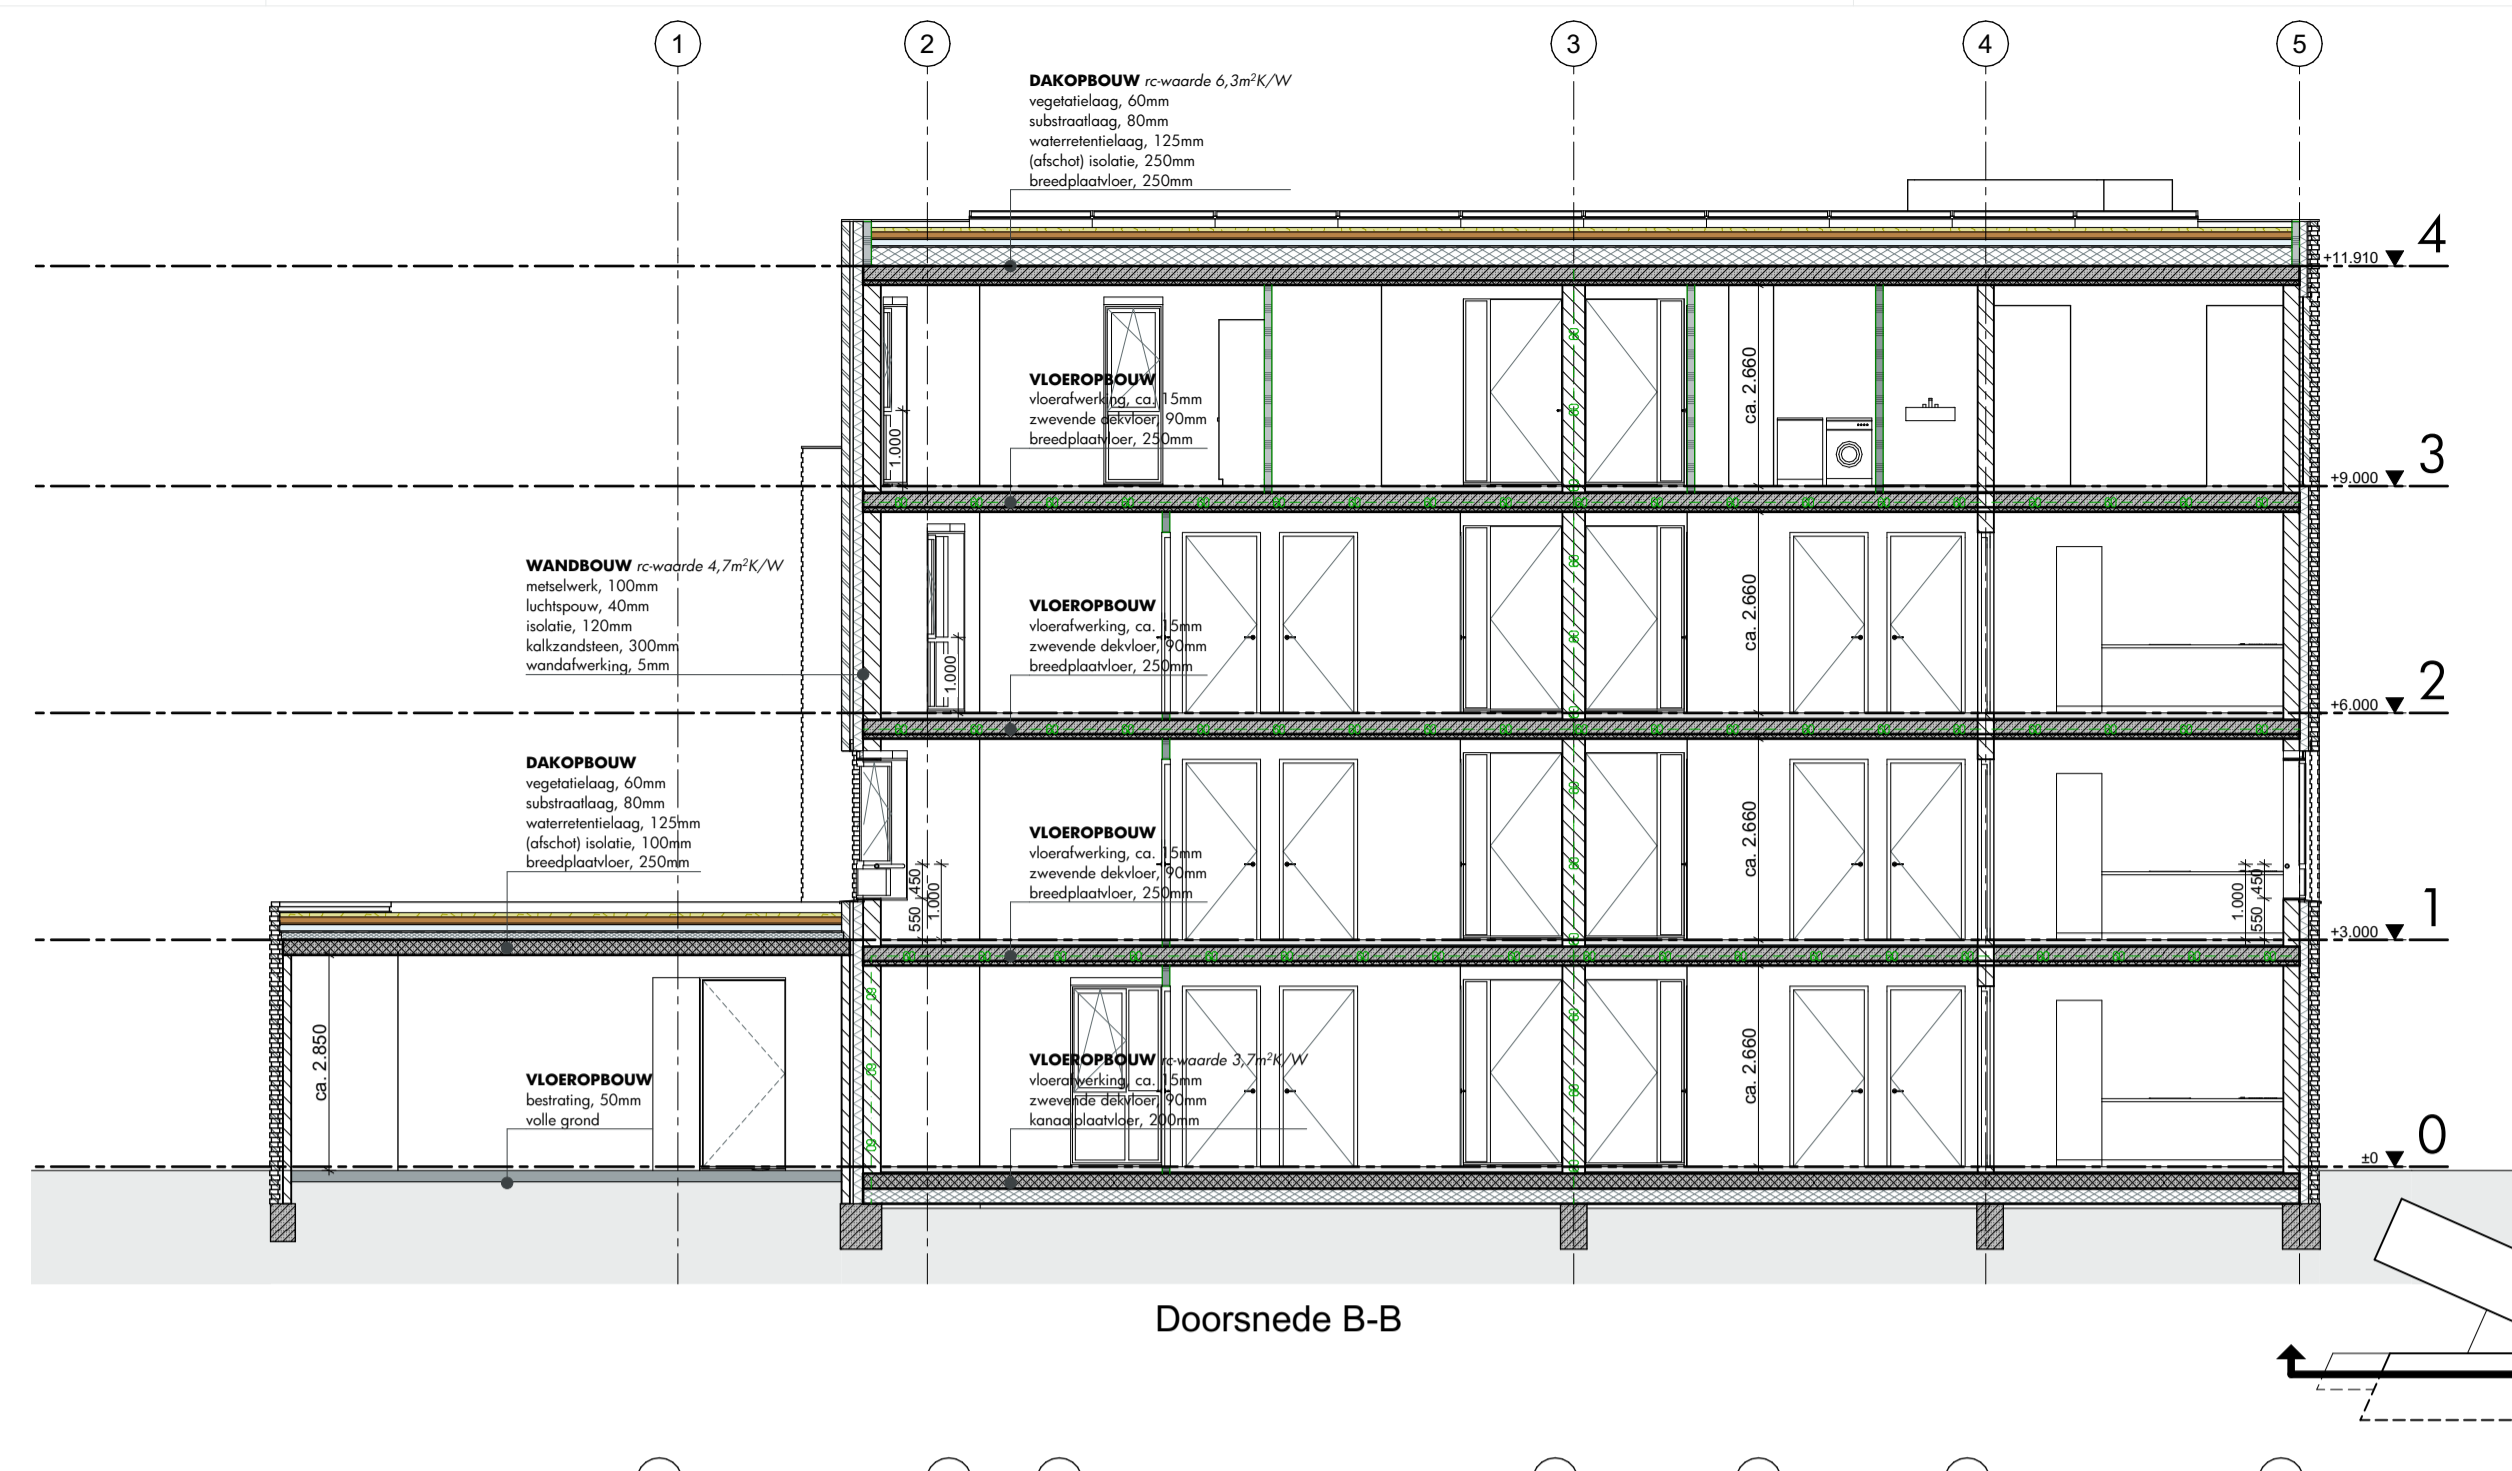 1
2
3
4
5
DAKOPBOUW rc-waarde 6,3m²K/W
vegetatielaag, 60mm
substraatlaag, 80mm
waterretentielaag, 125mm
(afschot) isolatie, 250mm
breedplaatvloer, 250mm
4
+11.910
VLOEROPBOUW
vloerafwerking, ca. 15mm
zwevende dekvloer, 90mm
breedplaatvloer, 250mm
1.000
ca. 2.660
3
+9.000
WANDBOUW rc-waarde 4,7m²K/W
metselwerk, 100mm
luchtspouw, 40mm
isolatie, 120mm
kalkzandsteen, 300mm
wandafwerking, 5mm
VLOEROPBOUW
vloerafwerking, ca. 15mm
zwevende dekvloer, 90mm
breedplaatvloer, 250mm
1.000
ca. 2.660
2
+6.000
DAKOPBOUW
vegetatielaag, 60mm
substraatlaag, 80mm
waterretentielaag, 125mm
(afschot) isolatie, 100mm
breedplaatvloer, 250mm
VLOEROPBOUW
vloerafwerking, ca. 15mm
zwevende dekvloer, 90mm
breedplaatvloer, 250mm
550
450
1.000
ca. 2.660
1.000
550
450
1
+3.000
ca. 2.850
VLOEROPBOUW
bestrating, 50mm
volle grond
VLOEROPBOUW rc-waarde 3,7m²K/W
vloerafwerking, ca. 15mm
zwevende dekvloer, 90mm
kanaalplaatvloer, 200mm
ca. 2.660
0
±0
Doorsnede B-B